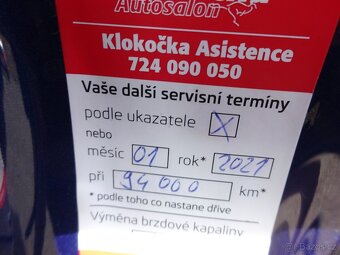 Autosalon
Klokočka Asistence
724 090 050
Vaše další servisní termíny
podle ukazatele X
nebo
měsíc 01 rok* 2021
při 94 000 km*
* podle toho co nastane dříve
Výměna brzdové kapaliny